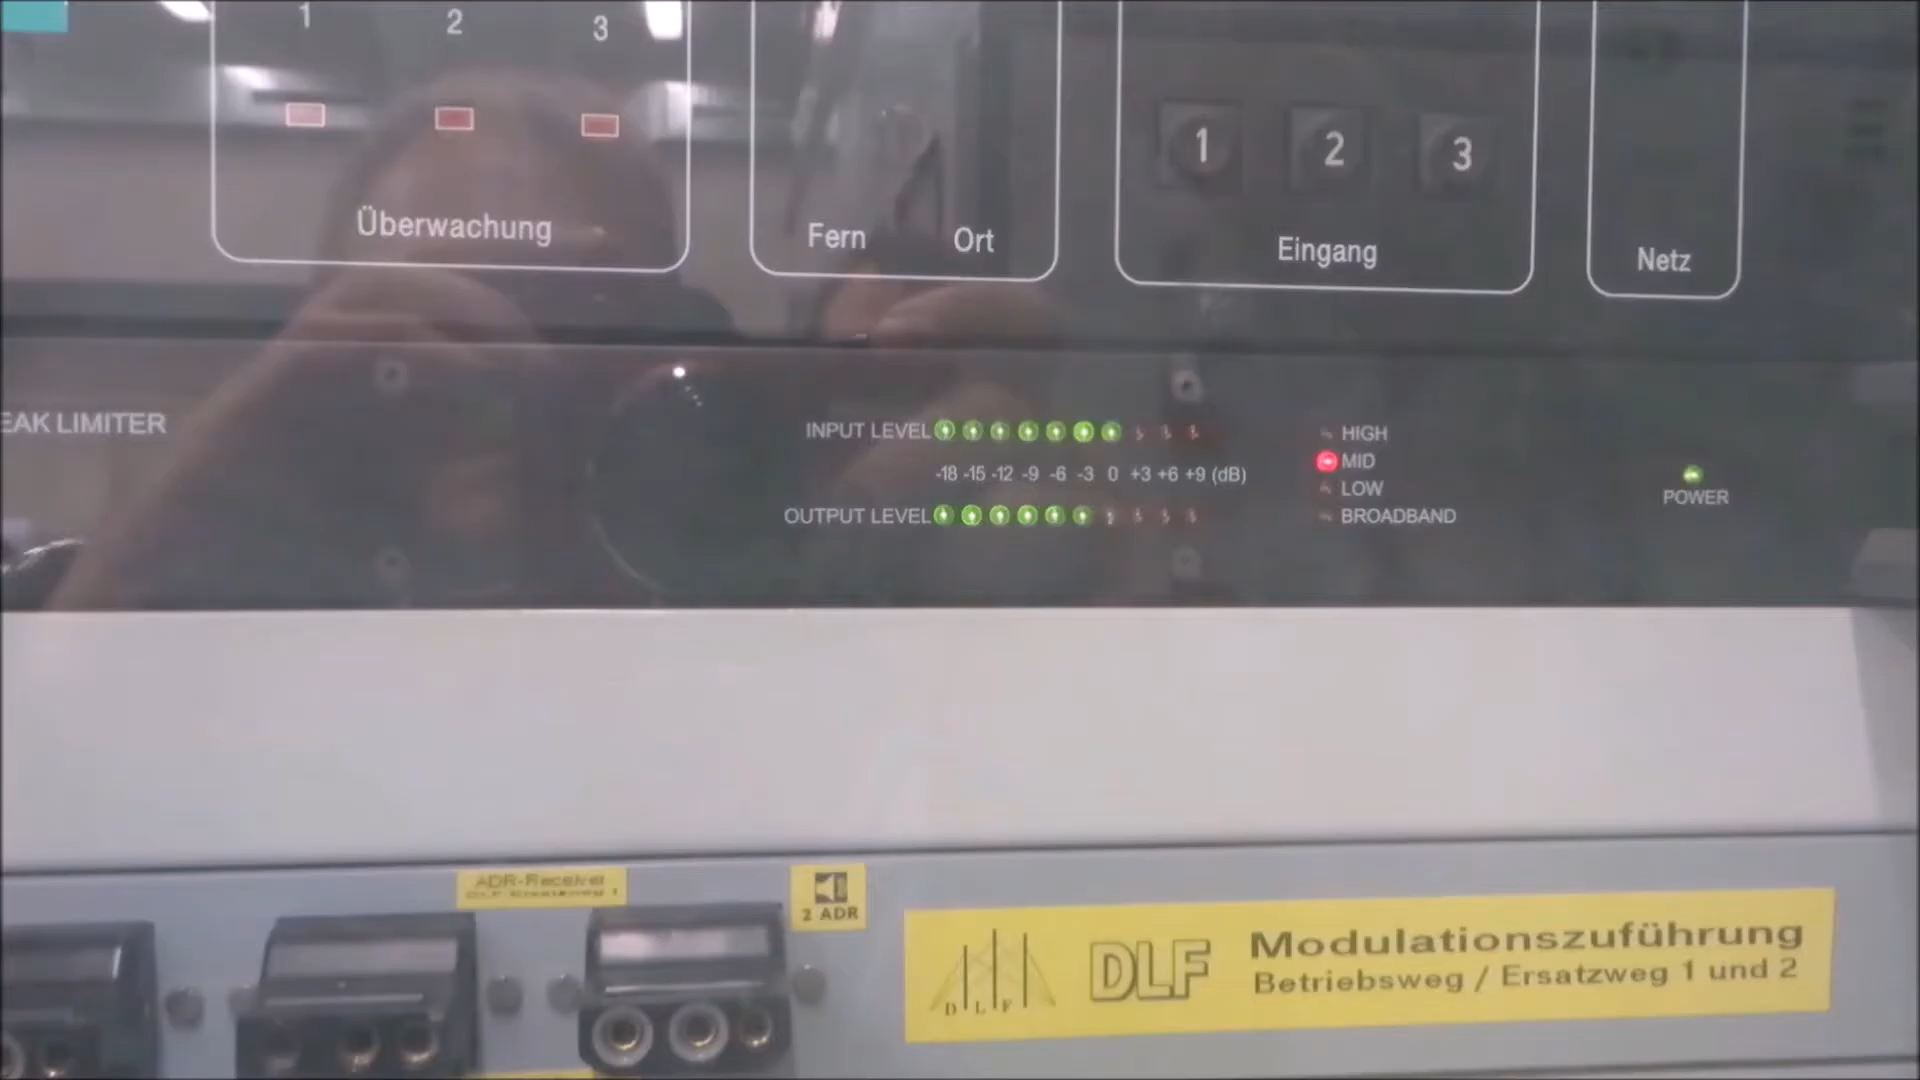 1 2 3
Überwachung
Fern Ort
1 2 3
Eingang
Netz
EAK LIMITER
INPUT LEVEL
-18 -15 -12 -9 -6 -3 0 +3 +6 +9 (dB)
OUTPUT LEVEL
HIGH
MID
LOW
BROADBAND
POWER
ADR-Receiver
2 ADR
DLF
DLF
Modulationszuführung
Betriebsweg / Ersatzweg 1 und 2